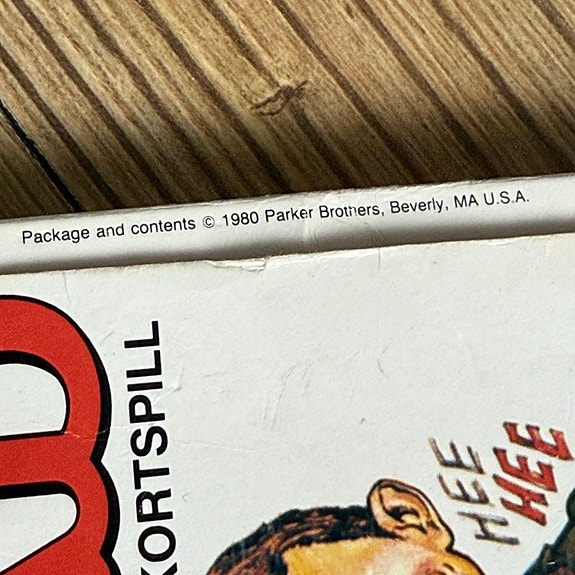 Package and contents © 1980 Parker Brothers, Beverly, MA U.S.A.
KORTSPILL
HEE
HEE